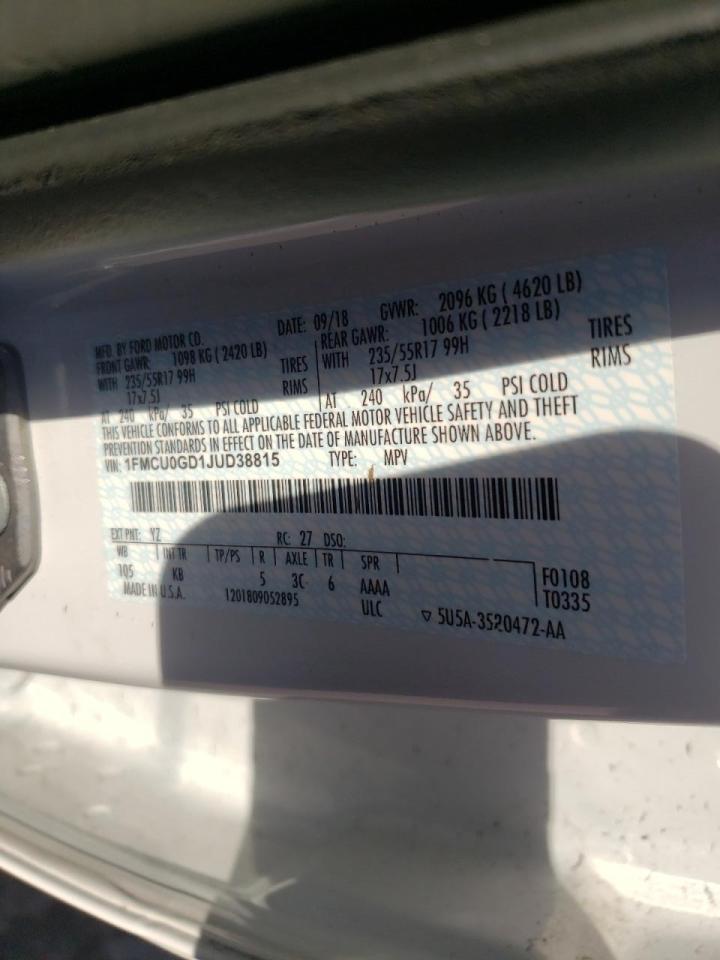 MFD. BY FORD MOTOR CO.
DATE: 09/18 GVWR: 2096 KG ( 4620 LB)
FRONT GAWR: 1098 KG ( 2420 LB)
WITH 235/55R17 99H TIRES
17x7.5J RIMS
AT 240 kPa/ 35 PSI COLD
REAR GAWR: 1006 KG ( 2218 LB)
WITH 235/55R17 99H TIRES
17x7.5J RIMS
AT 240 kPa/ 35 PSI COLD
THIS VEHICLE CONFORMS TO ALL APPLICABLE FEDERAL MOTOR VEHICLE SAFETY AND THEFT
PREVENTION STANDARDS IN EFFECT ON THE DATE OF MANUFACTURE SHOWN ABOVE.
VIN: 1FMCU0GD1JUD38815 TYPE: MPV
EXT PNT: YZ RC: 27 DSO:
WB INT TR TP/PS R AXLE TR SPR
105 KB 5 3C 6 AAAA F0108
MADE IN U.S.A. 1201809052895 ULC T0335
▽ 5U5A-3520472-AA